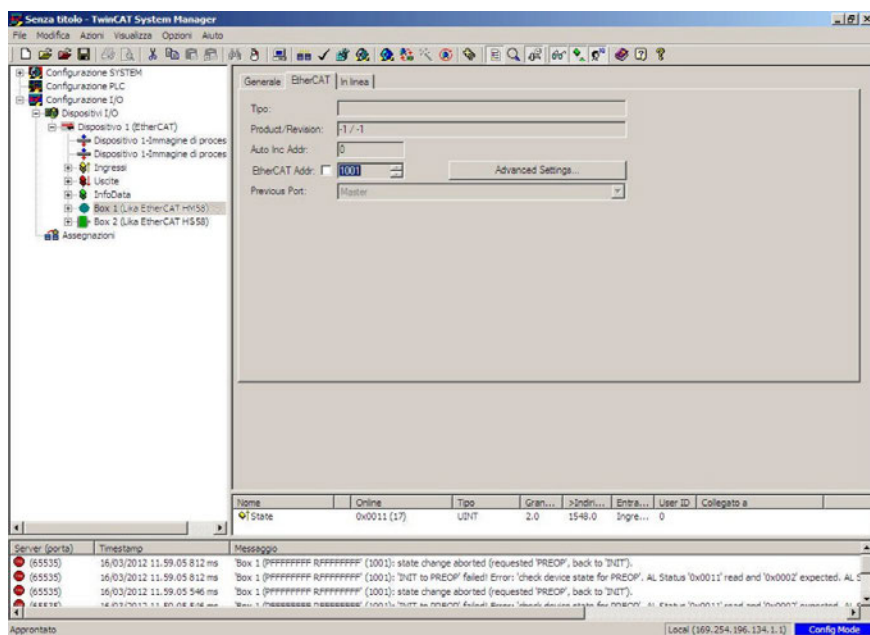 Senza titolo - TwinCAT System Manager
File Modifica Azioni Visualizza Opzioni Aiuto
Configurazione SYSTEM
Configurazione PLC
Configurazione I/O
Dispositivi I/O
Dispositivo 1 (EtherCAT)
Dispositivo 1-Immagine di proces
Dispositivo 1-Immagine di proces
Ingressi
Uscite
InfoData
Box 1 (Lika EtherCAT HM58)
Box 2 (Lika EtherCAT HS58)
Assegnazioni
Generale EtherCAT In linea
Tipo:
Product/Revision: -1 / -1
Auto Inc Addr: 0
EtherCAT Addr: 1001 Advanced Settings...
Previous Port: Master
Nome Online Tipo Gran... >Indiri... Entra... User ID Collegato a
State 0x0011 (17) UINT 2.0 1548.0 Ingre... 0
Server (porta) Timestamp Messaggio
(65535) 16/03/2012 11.59.05 812 ms 'Box 1 (PFFFFFFFF RFFFFFFFF' (1001): state change aborted (requested 'PREOP', back to 'INIT').
(65535) 16/03/2012 11.59.05 812 ms 'Box 1 (PFFFFFFFF RFFFFFFFF' (1001): 'INIT to PREOP' failed! Error: 'check device state for PREOP'. AL Status '0x0011' read and '0x0002' expected. AL S
(65535) 16/03/2012 11.59.05 546 ms 'Box 1 (PFFFFFFFF RFFFFFFFF' (1001): state change aborted (requested 'PREOP', back to 'INIT').
Approntato Local (169.254.196.134.1.1) Config Mode